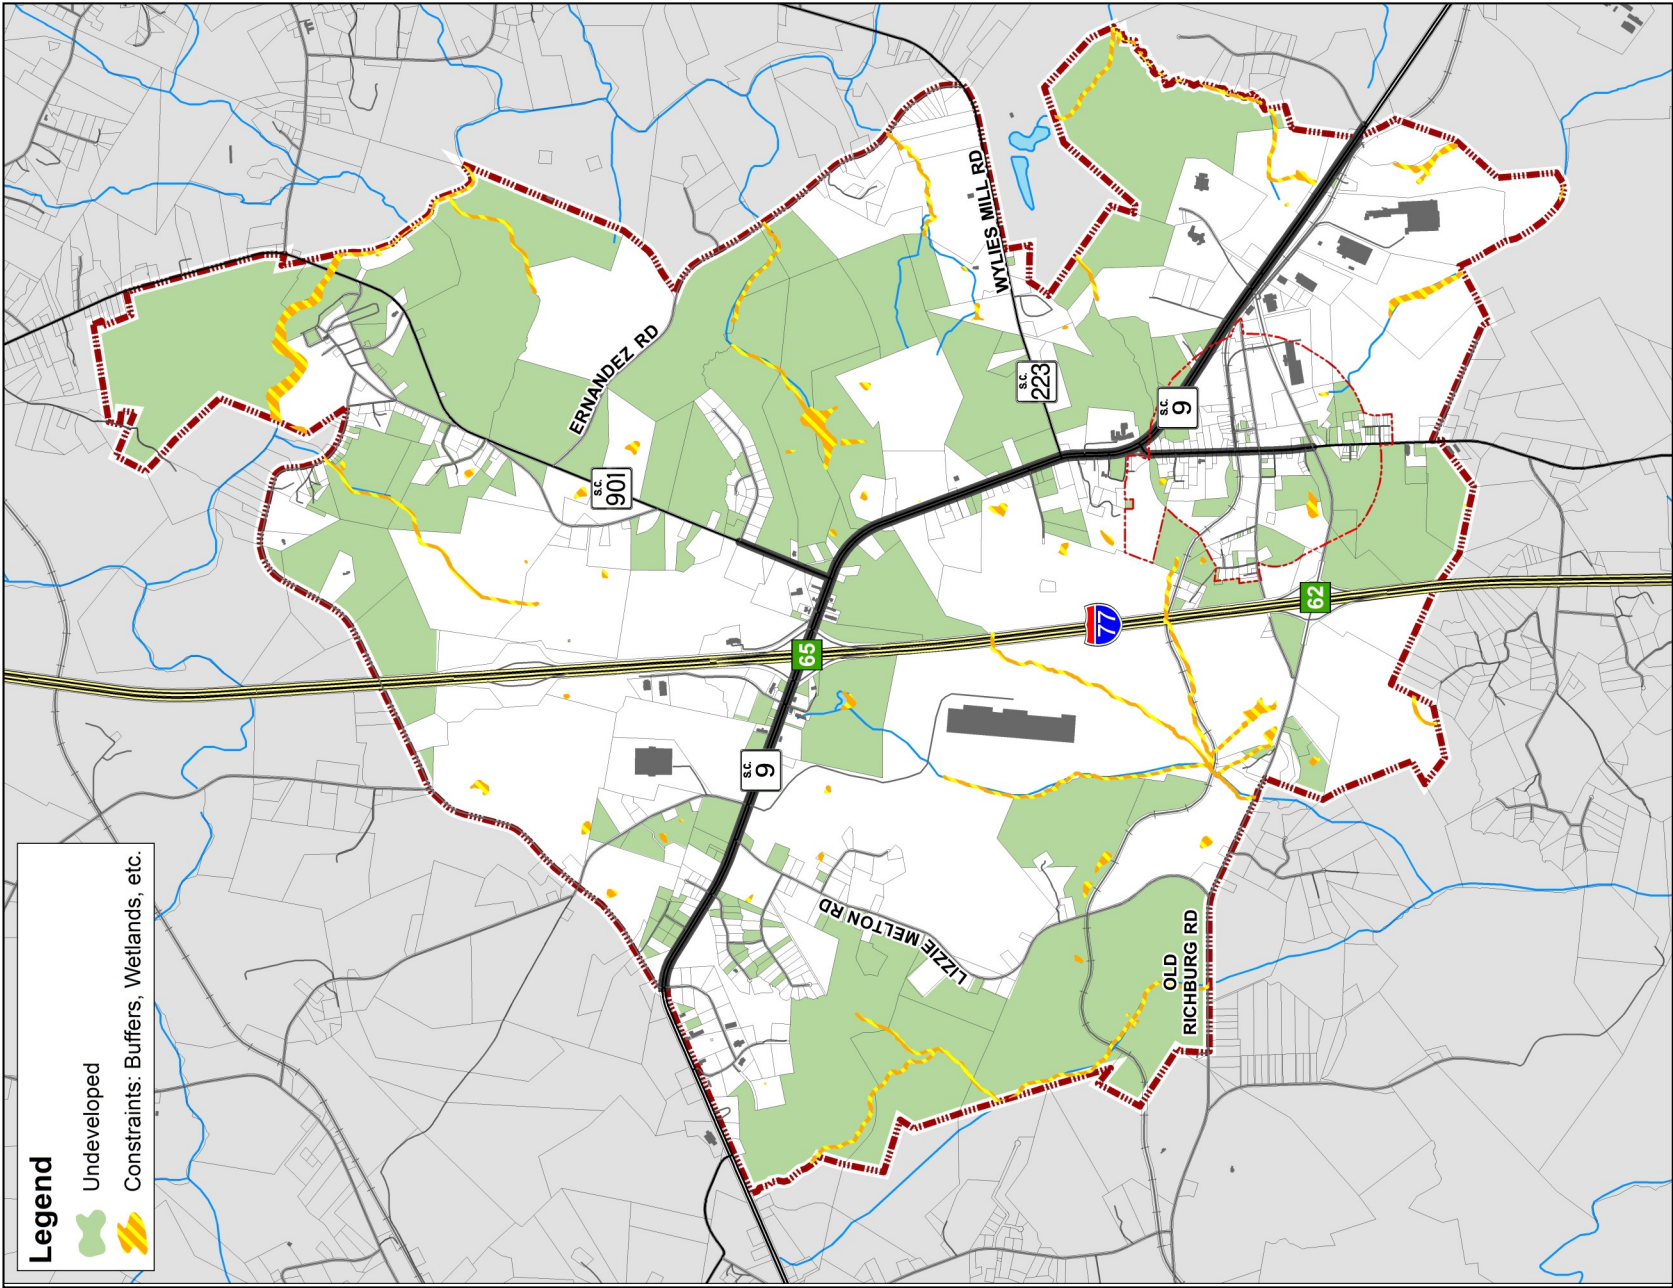 Legend
Undeveloped
Constraints: Buffers, Wetlands, etc.
ERNANDEZ RD
S.C.
901
WYLIES MILL RD
S.C.
223
S.C.
9
65
77
62
S.C.
9
LIZZIE MELTON RD
OLD
RICHBURG RD